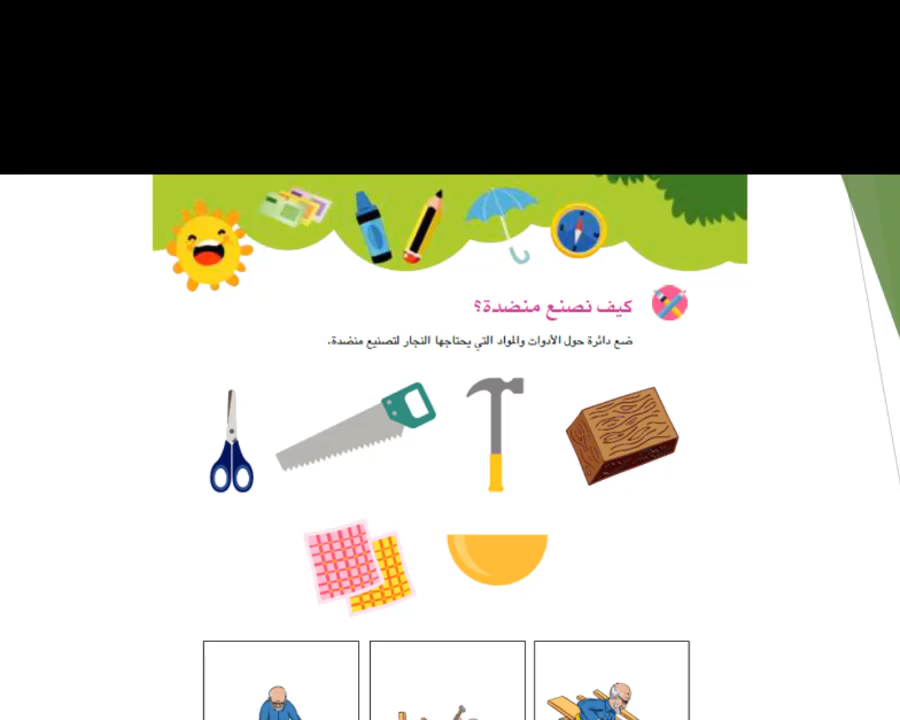 كيف نصنع منضدة؟
ضع دائرة حول الأدوات والمواد التي يحتاجها النجار لتصنيع منضدة.